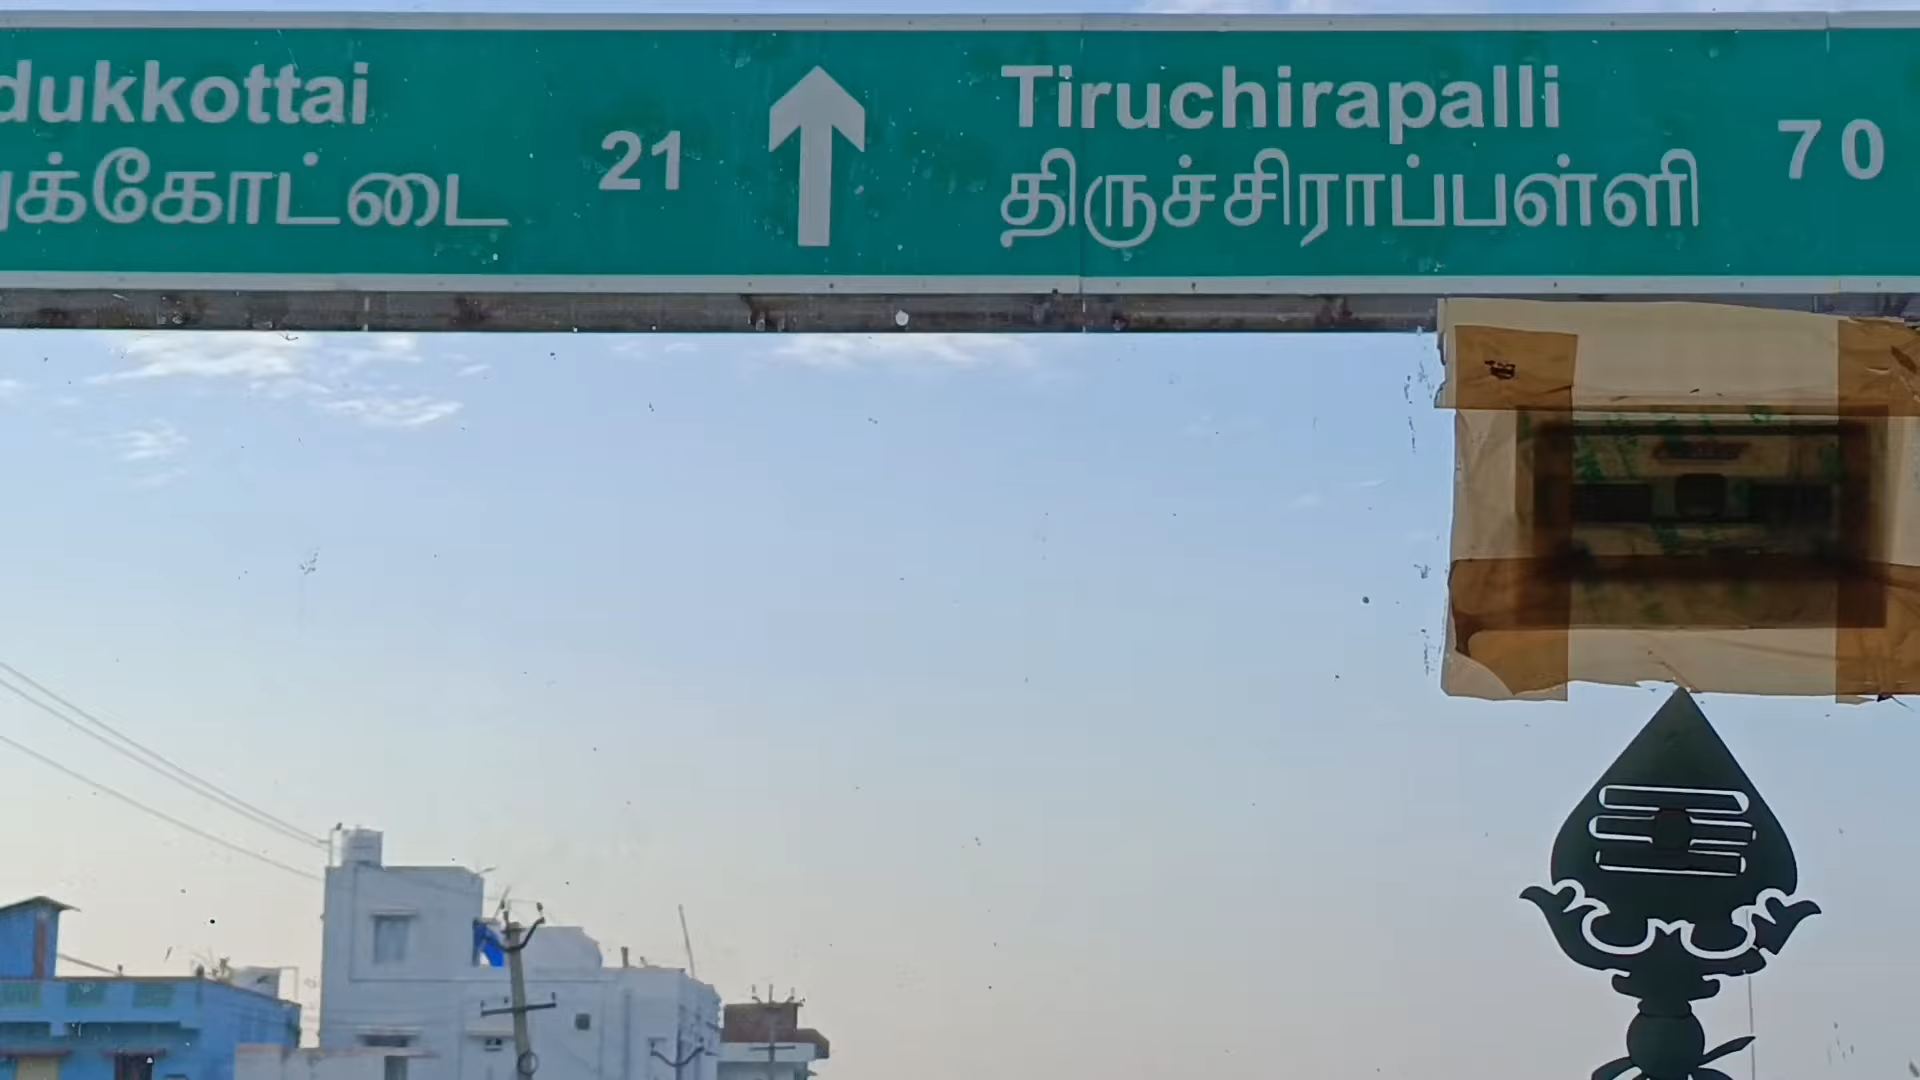 dukkottai
துக்கோட்டை
21
Tiruchirapalli
திருச்சிராப்பள்ளி
70